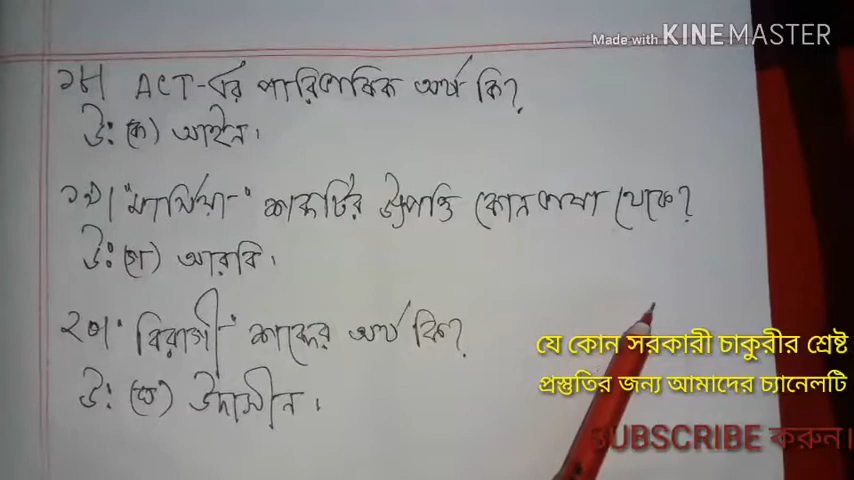 Made with KINEMASTER
১৮। ACT-এর পারিভাষিক অর্থ কি?
উঃ (ক) আইন।
১৯। "মর্সিয়া" শব্দটির উৎপত্তি কোন ভাষা থেকে?
উঃ (গ) আরবি।
২০। "বিরাগী" শব্দের অর্থ কি?
উঃ (ঘ) উদাসীন।
যে কোন সরকারী চাকুরীর শ্রেষ্ট
প্রস্তুতির জন্য আমাদের চ্যানেলটি
SUBSCRIBE করুন।